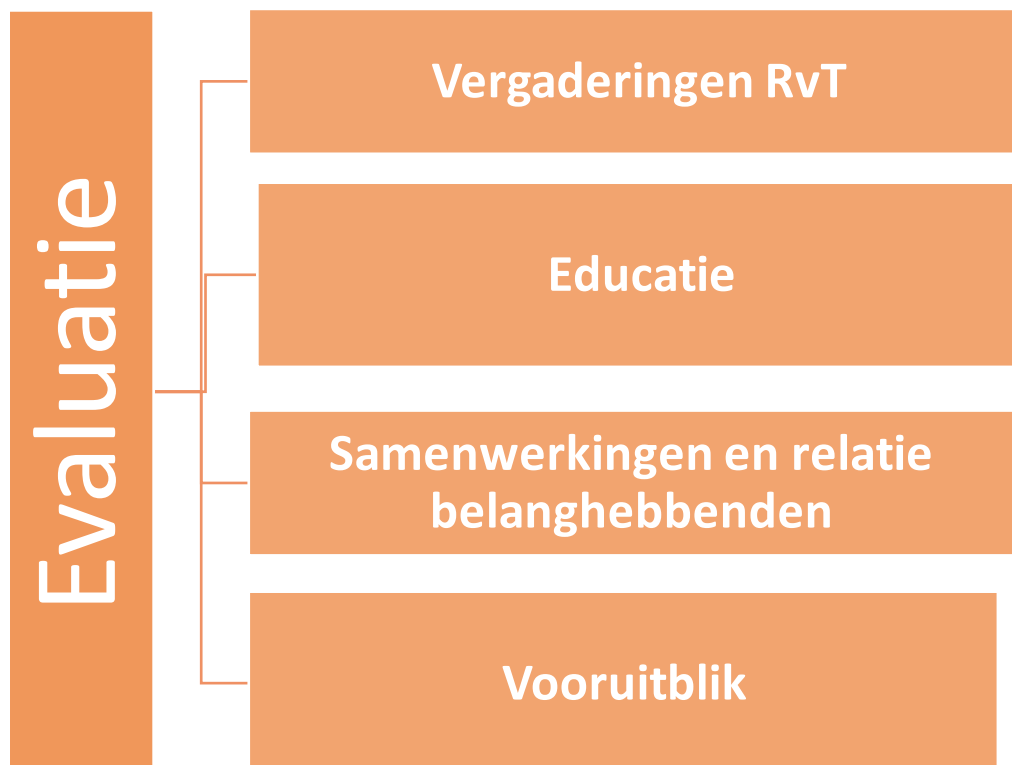 Evaluatie
Vergaderingen RvT
Educatie
Samenwerkingen en relatie
belanghebbenden
Vooruitblik